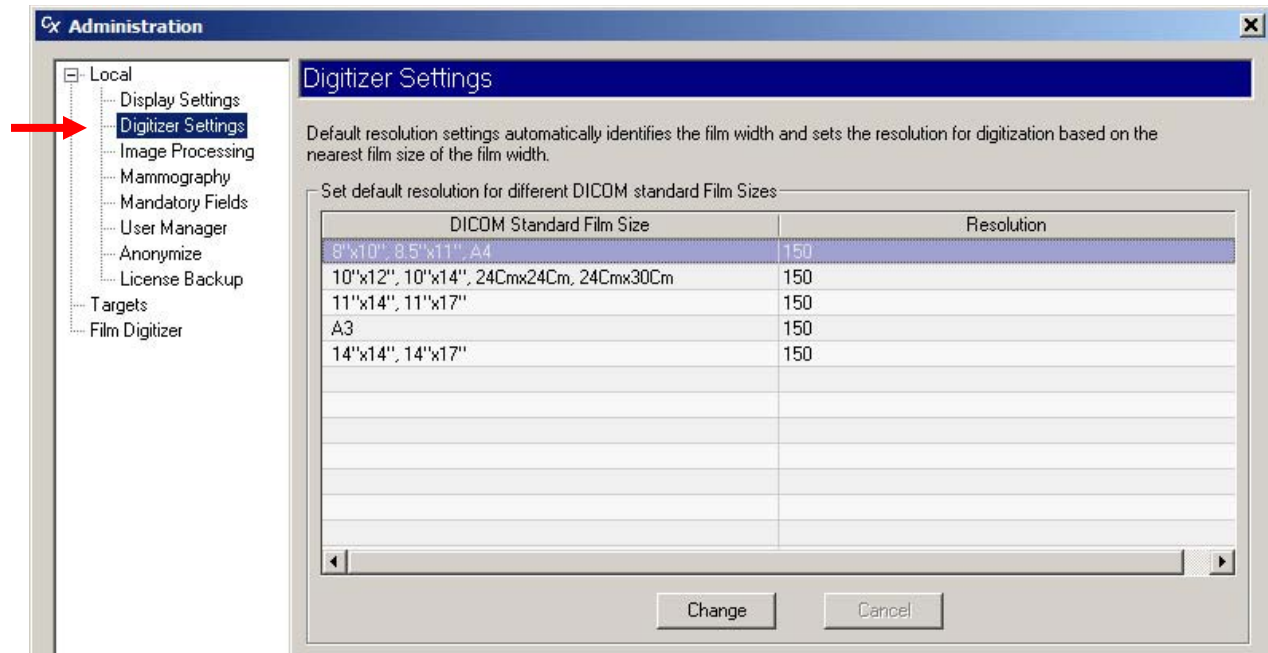 Cx Administration
Local
Display Settings
Digitizer Settings
Image Processing
Mammography
Mandatory Fields
User Manager
Anonymize
License Backup
Targets
Film Digitizer
Digitizer Settings
Default resolution settings automatically identifies the film width and sets the resolution for digitization based on the
nearest film size of the film width.
Set default resolution for different DICOM standard Film Sizes
DICOM Standard Film Size Resolution
8"x10", 8.5"x11", A4 150
10"x12", 10"x14", 24Cmx24Cm, 24Cmx30Cm 150
11"x14", 11"x17" 150
A3 150
14"x14", 14"x17" 150
Change Cancel